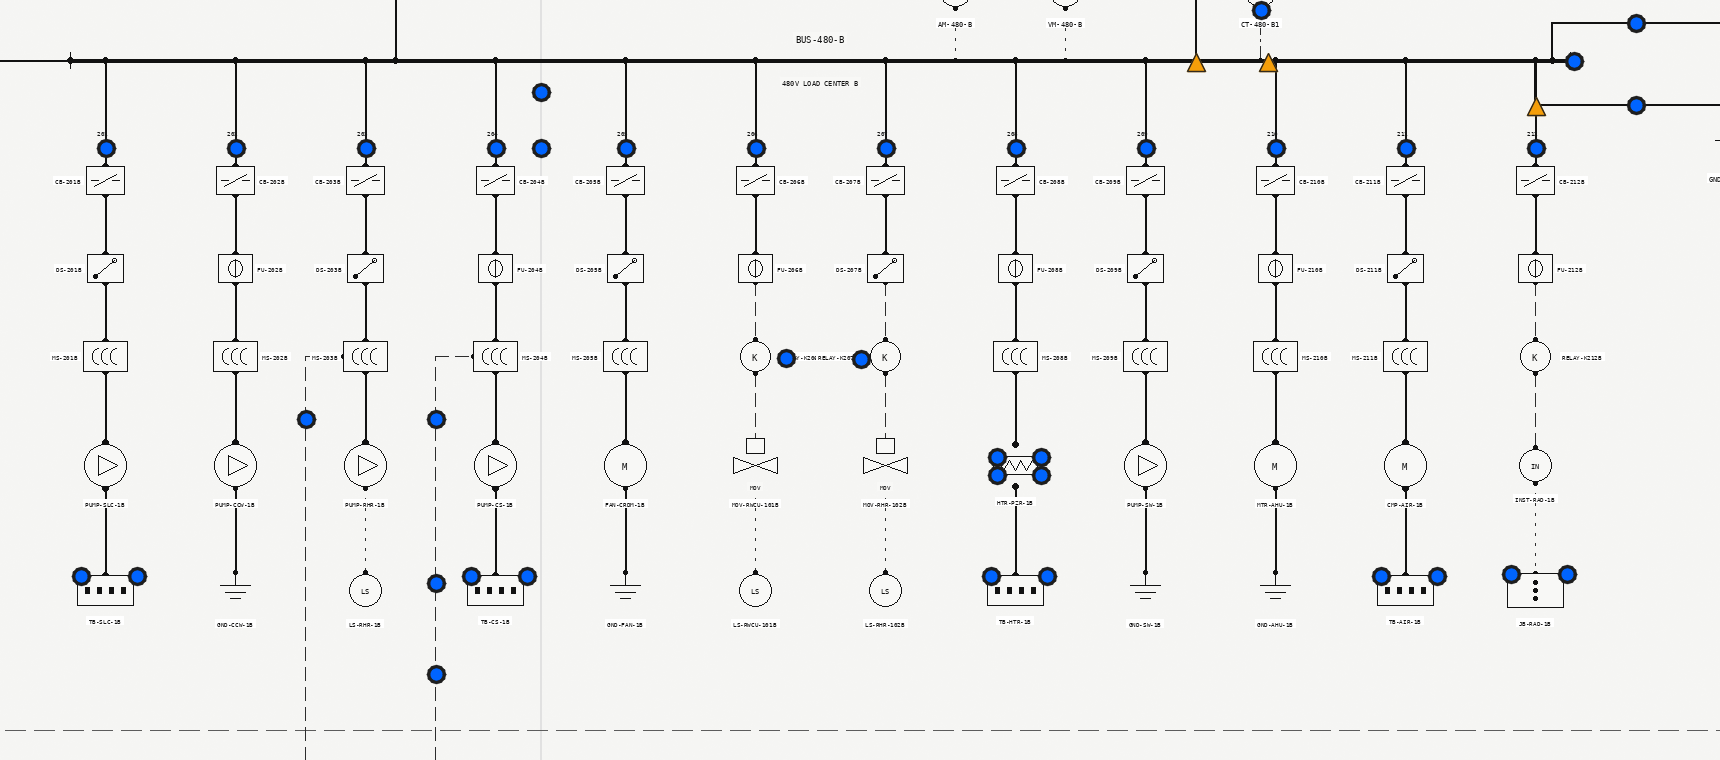 AM-480-B
VM-480-B
CT-480-B1
BUS-480-B
480V LOAD CENTER B
CB-201B
CB-202B
CB-203B
CB-204B
CB-205B
CB-206B
CB-207B
CB-208B
CB-209B
CB-210B
CB-211B
CB-212B
DS-201B
FU-202B
DS-203B
FU-204B
DS-205B
FU-206B
DS-207B
FU-208B
DS-209B
FU-210B
DS-211B
FU-212B
MS-201B
MS-202B
MS-203B
MS-204B
MS-205B
K
K
MS-208B
MS-209B
MS-210B
MS-211B
K
RELAY-K212B
M
M
M
IN
MOV
MOV
PUMP-SLC-1B
PUMP-CCW-1B
PUMP-RHR-1B
PUMP-CS-1B
FAN-CRDM-1B
MOV-RWCU-101B
MOV-RHR-102B
HTR-PZR-1B
PUMP-SW-1B
MTR-AHU-1B
CMP-AIR-1B
INST-RAD-1B
LS
LS
LS
TB-SLC-1B
GND-CCW-1B
LS-RHR-1B
TB-CS-1B
GND-FAN-1B
LS-RWCU-101B
LS-RHR-102B
TB-HTR-1B
GND-SW-1B
GND-AHU-1B
TB-AIR-1B
JB-RAD-1B